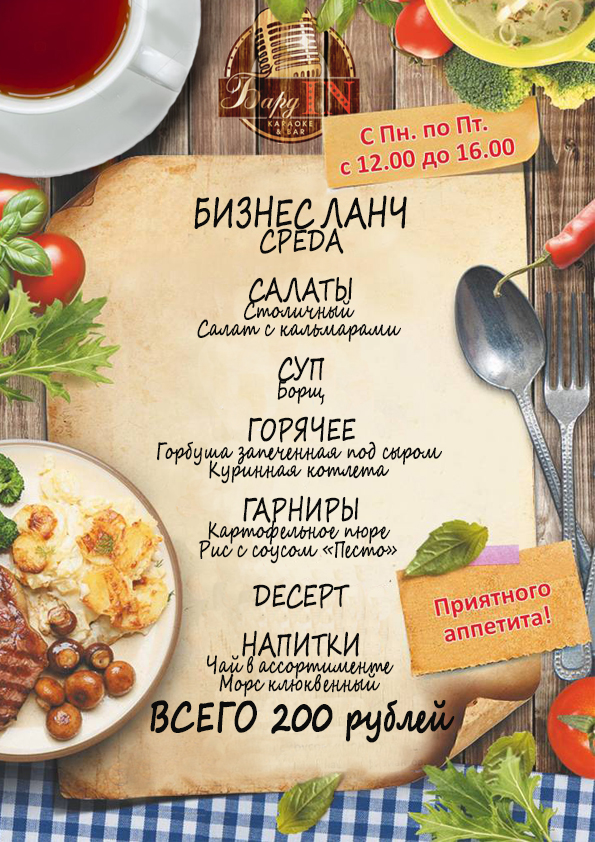 Бард IN
КАРАОКЕ
& BAR
С Пн. по Пт.
с 12.00 до 16.00
БИЗНЕС ЛАНЧ
СРЕДА
САЛАТЫ
Столичный
Салат с кальмарами
СУП
Борщ
ГОРЯЧЕЕ
Горбуша запеченная под сыром
Куринная котлета
ГАРНИРЫ
Картофельное пюре
Рис с соусом «Песто»
DЕСЕРТ
Приятного
аппетита!
НАПИТКИ
Чай в ассортименте
Морс клюквенный
ВСЕГО 200 рублей